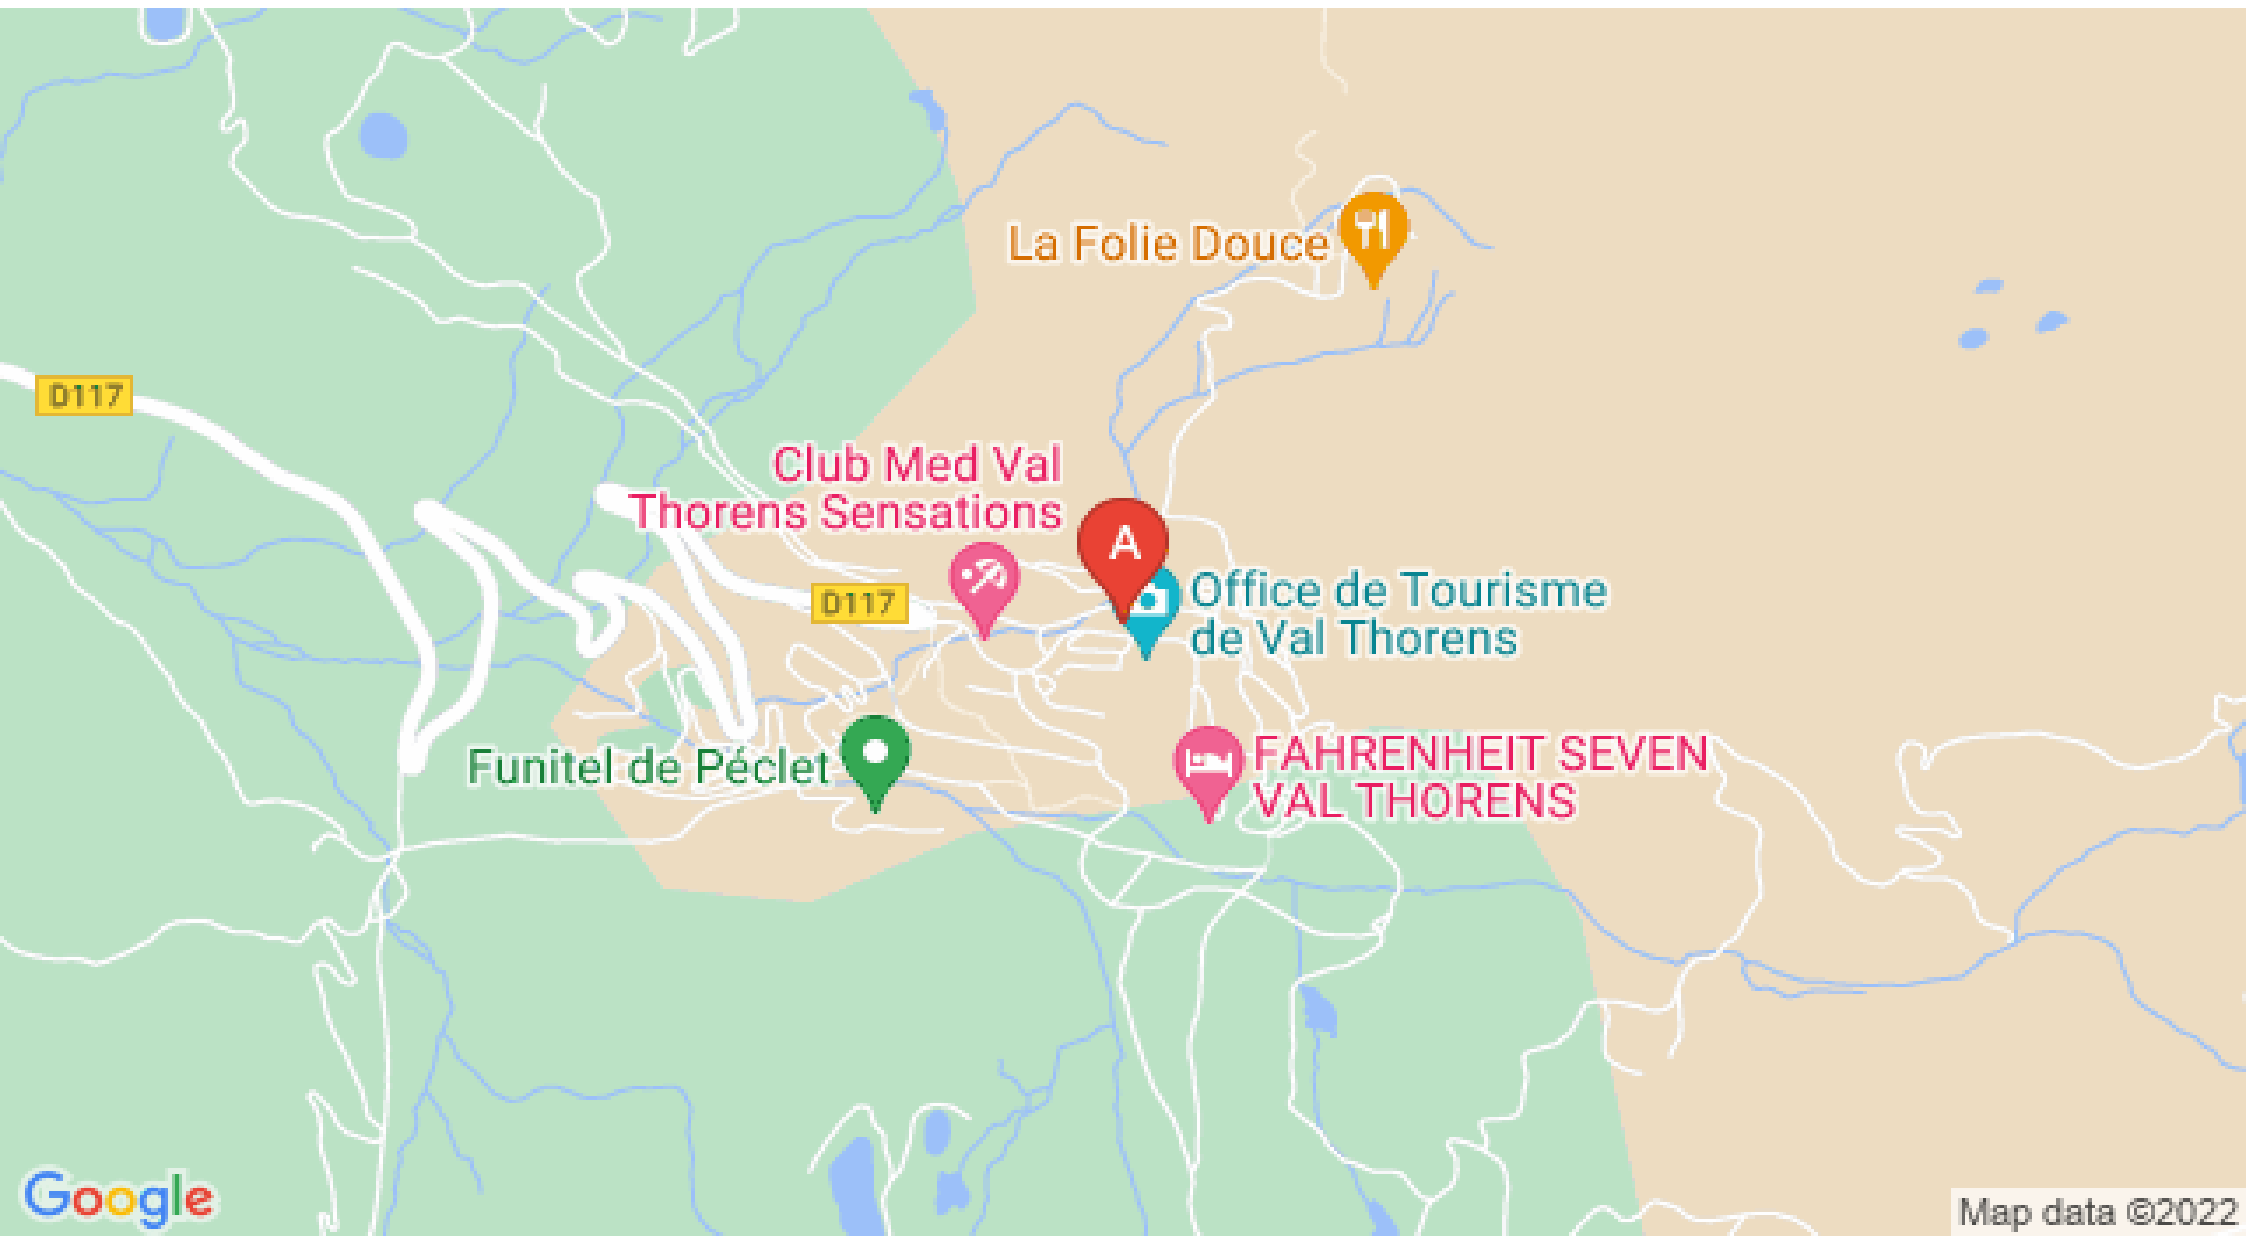 La Folie Douce
D117
Club Med Val
Thorens Sensations
A
D117
Office de Tourisme
de Val Thorens
Funitel de Péclet
FAHRENHEIT SEVEN
VAL THORENS
Google
Map data ©2022